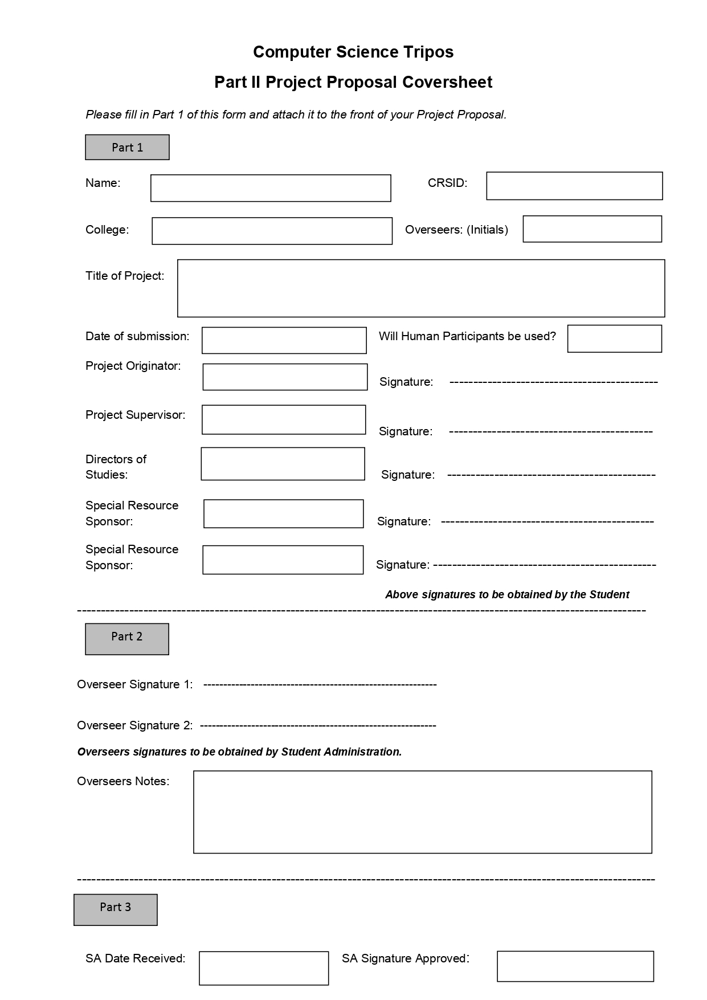 Computer Science Tripos
Part II Project Proposal Coversheet
Please fill in Part 1 of this form and attach it to the front of your Project Proposal.
Part 1
Name: CRSID:
College: Overseers: (Initials)
Title of Project:
Date of submission: Will Human Participants be used?
Project Originator:
Signature: --------------------------------------------
Project Supervisor:
Signature: -------------------------------------------
Directors of
Studies: Signature: --------------------------------------------
Special Resource
Sponsor: Signature: ---------------------------------------------
Special Resource
Sponsor: Signature: -----------------------------------------------
Above signatures to be obtained by the Student
------------------------------------------------------------------------------------------------------------------------
Part 2
Overseer Signature 1: -----------------------------------------------------------
Overseer Signature 2: ------------------------------------------------------------
Overseers signatures to be obtained by Student Administration.
Overseers Notes:
--------------------------------------------------------------------------------------------------------------------------
Part 3
SA Date Received: SA Signature Approved: